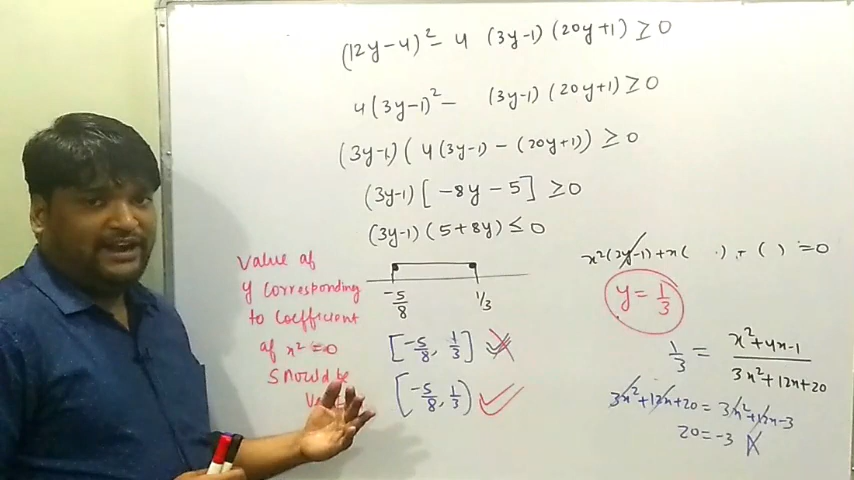 (12y-4)² - 4 (3y-1) (20y+1) ≥ 0
4(3y-1)² - (3y-1) (20y+1) ≥ 0
(3y-1) ( 4(3y-1) - (20y+1)) ≥ 0
(3y-1) [ -8y - 5 ] ≥ 0
(3y-1) ( 5 + 8y) ≤ 0
-5/8 1/3
[-5/8, 1/3]
[-5/8, 1/3)
Value of
y corresponding
to coefficient
of x² = 0
should be
x²(3y-1) + x( ) + ( ) = 0
y = 1/3
1/3 = (x²+4x-1)/(3x²+12x+20)
3x²+12x+20 = 3x²+12x-3
20 = -3